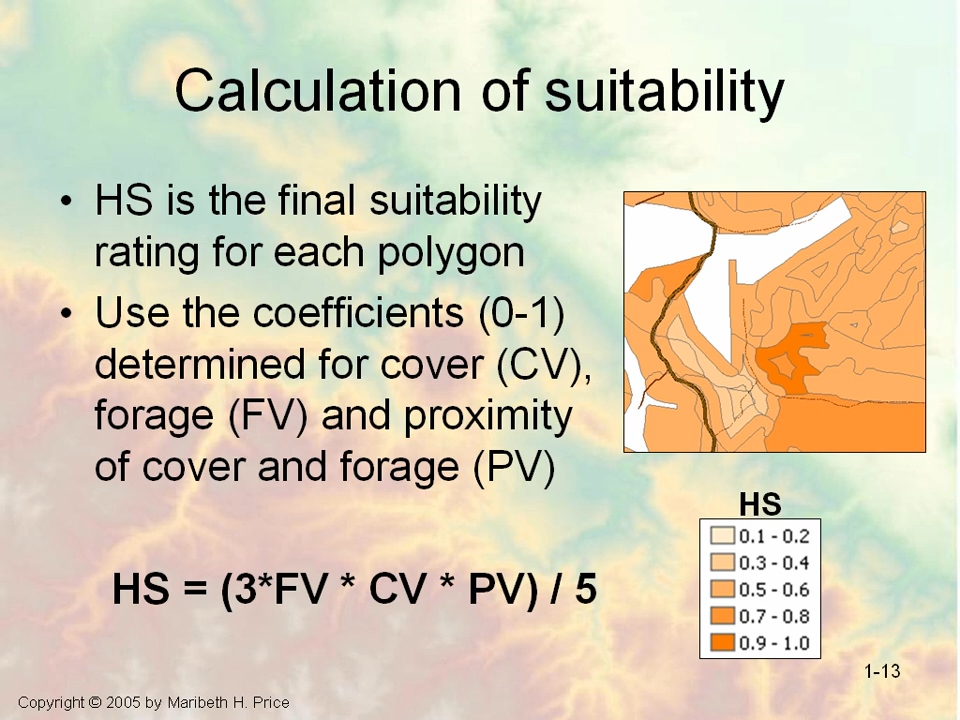 Calculation of suitability
• HS is the final suitability
rating for each polygon
• Use the coefficients (0-1)
determined for cover (CV),
forage (FV) and proximity
of cover and forage (PV)
HS = (3*FV * CV * PV) / 5
HS
0.1 - 0.2
0.3 - 0.4
0.5 - 0.6
0.7 - 0.8
0.9 - 1.0
1-13
Copyright © 2005 by Maribeth H. Price